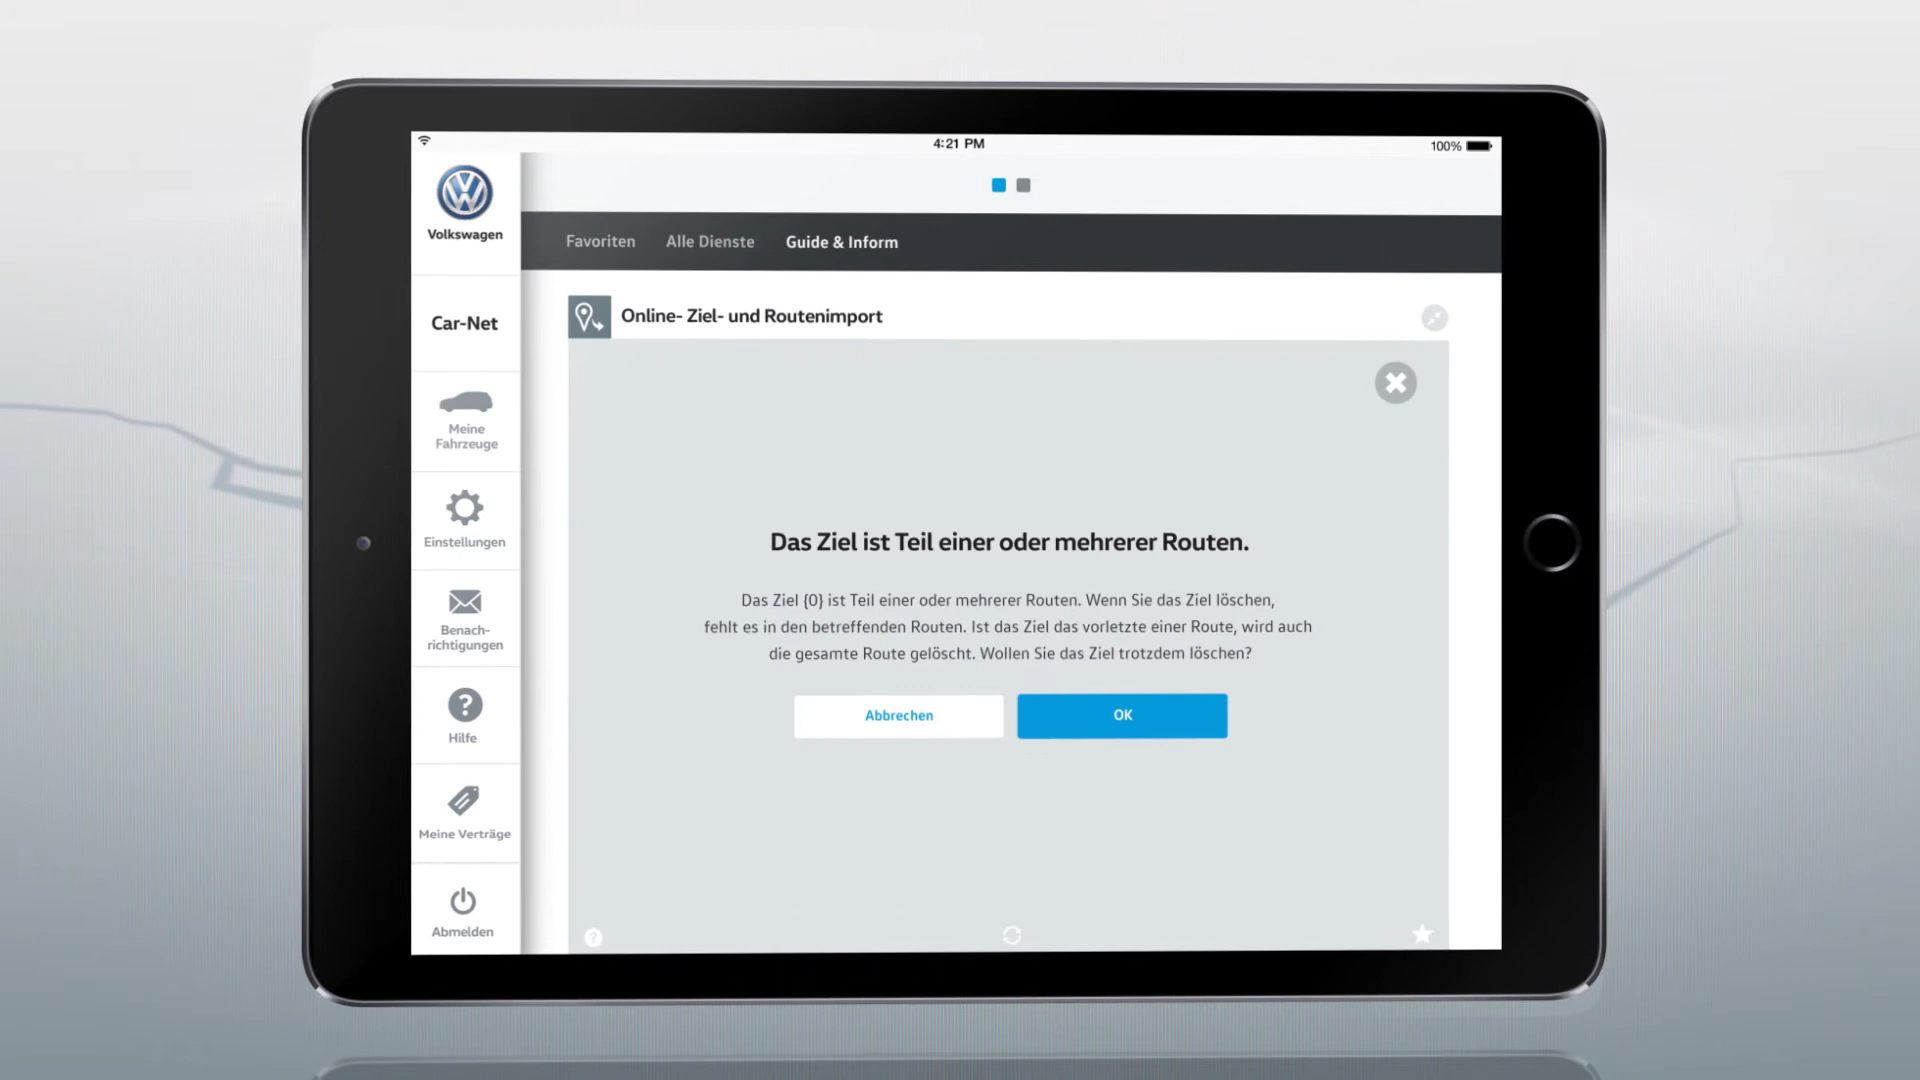 4:21 PM
100%
Volkswagen
Favoriten Alle Dienste Guide & Inform
Car-Net
Online- Ziel- und Routenimport
Meine
Fahrzeuge
Einstellungen
Benach-
richtigungen
Hilfe
Meine Verträge
Abmelden
Das Ziel ist Teil einer oder mehrerer Routen.
Das Ziel {0} ist Teil einer oder mehrerer Routen. Wenn Sie das Ziel löschen,
fehlt es in den betreffenden Routen. Ist das Ziel das vorletzte einer Route, wird auch
die gesamte Route gelöscht. Wollen Sie das Ziel trotzdem löschen?
Abbrechen
OK